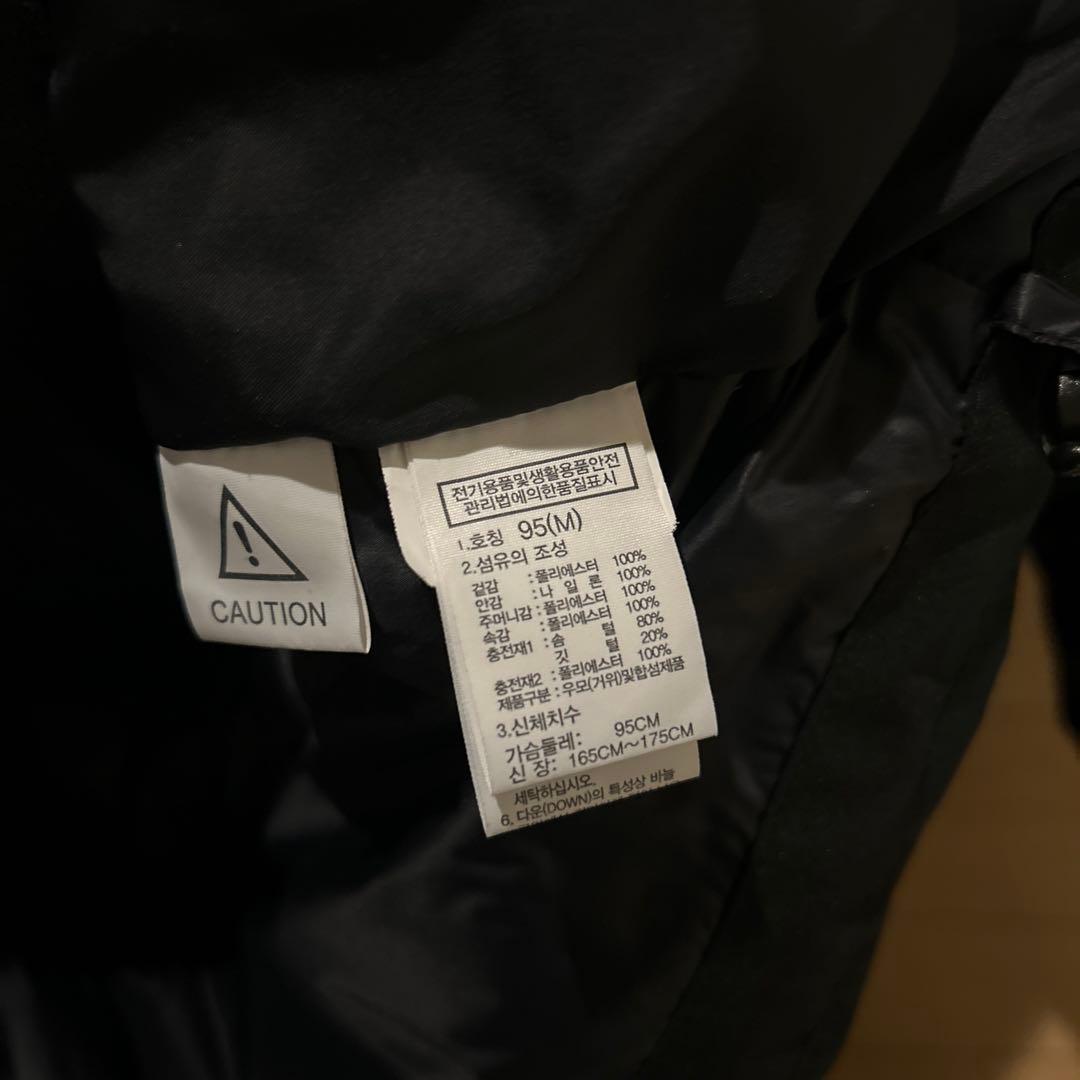 CAUTION
전기용품및생활용품안전
관리법에의한품질표시
1.호칭 95(M)
2.섬유의 조성
겉감 : 폴리에스터 100%
안감 : 나 일 론 100%
주머니감 : 폴리에스터 100%
속감 : 폴리에스터 100%
충전재1 : 솜 털 80%
깃 털 20%
충전재2 : 폴리에스터 100%
제품구분 : 우모(거위)및합섬제품
3.신체치수
가슴둘레: 95CM
신 장: 165CM~175CM
세탁하십시오.
6. 다운(DOWN)의 특성상 바늘